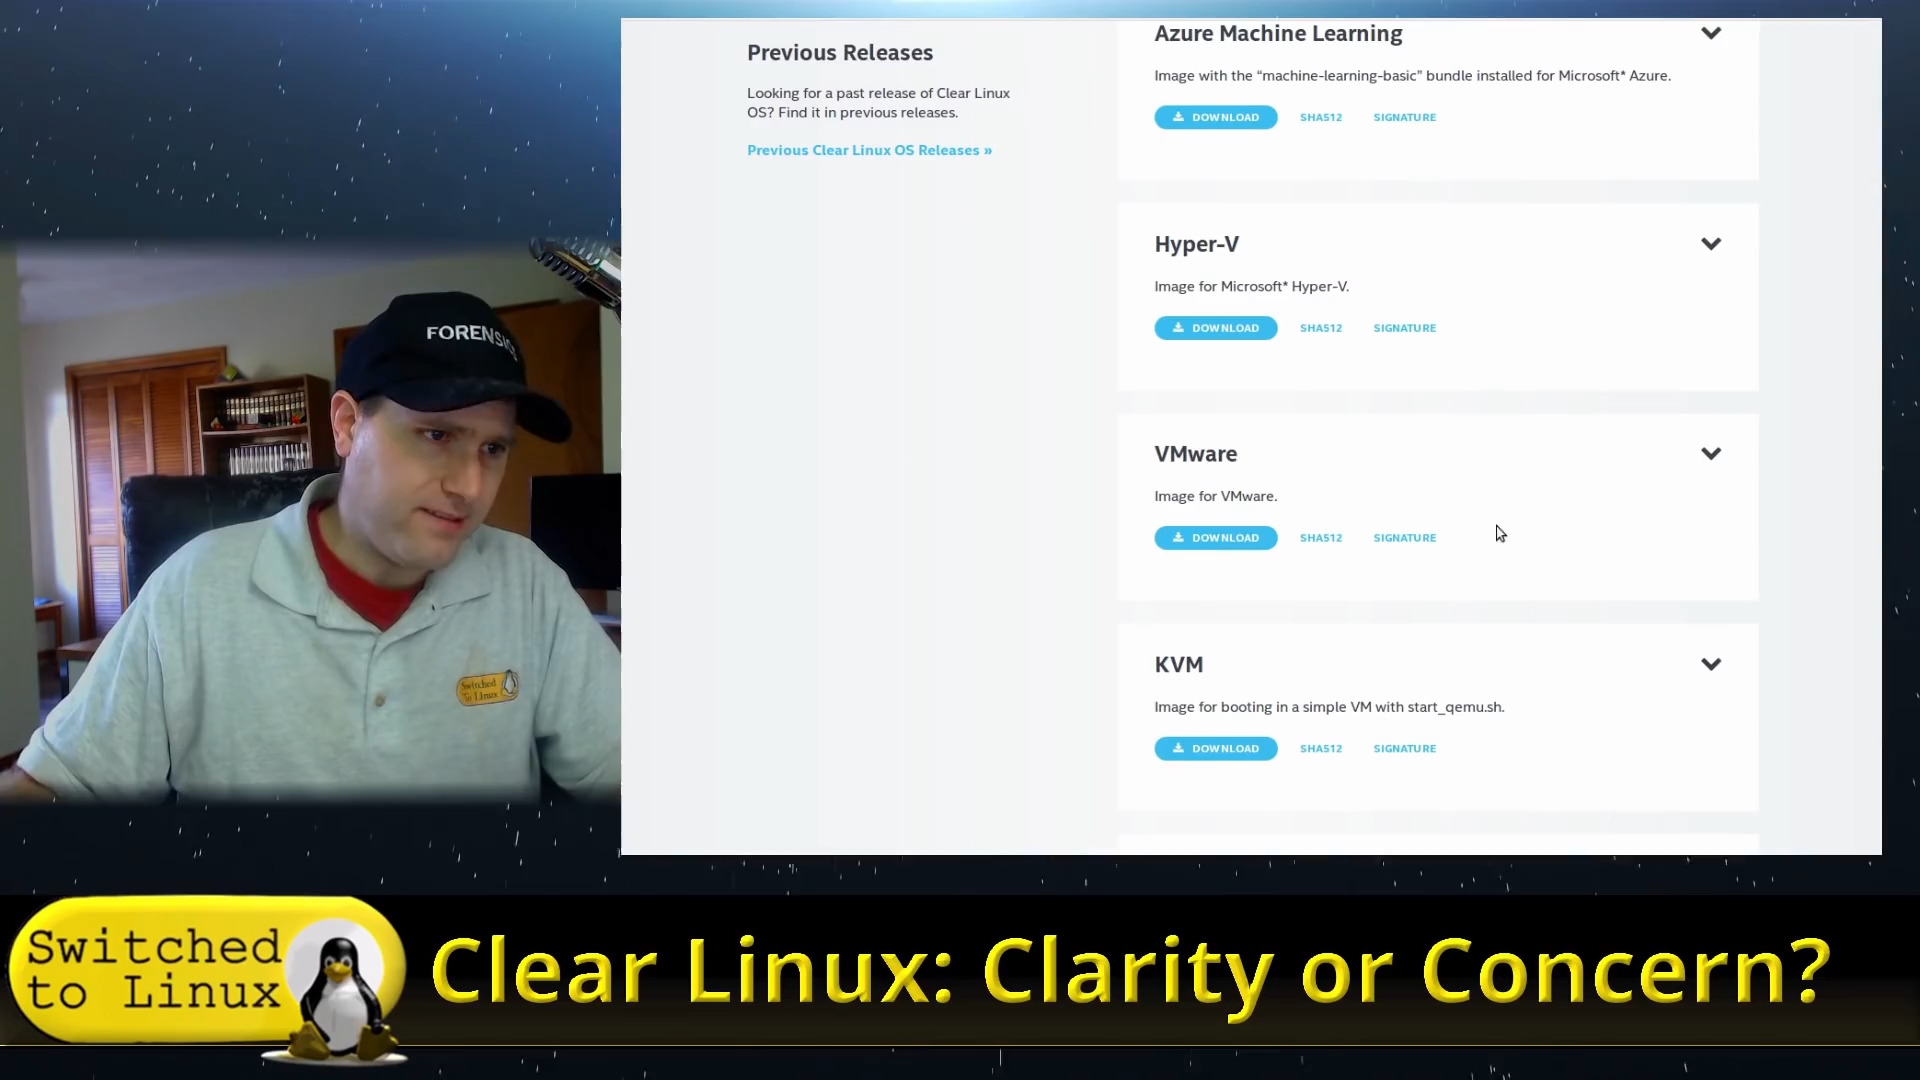 Previous Releases
Looking for a past release of Clear Linux
OS? Find it in previous releases.
Previous Clear Linux OS Releases »
Azure Machine Learning
Image with the “machine-learning-basic” bundle installed for Microsoft* Azure.
DOWNLOAD SHA512 SIGNATURE
Hyper-V
Image for Microsoft* Hyper-V.
DOWNLOAD SHA512 SIGNATURE
VMware
Image for VMware.
DOWNLOAD SHA512 SIGNATURE
KVM
Image for booting in a simple VM with start_qemu.sh.
DOWNLOAD SHA512 SIGNATURE
FORENSIC
Switched
To Linux
Switched
to Linux
Clear Linux: Clarity or Concern?